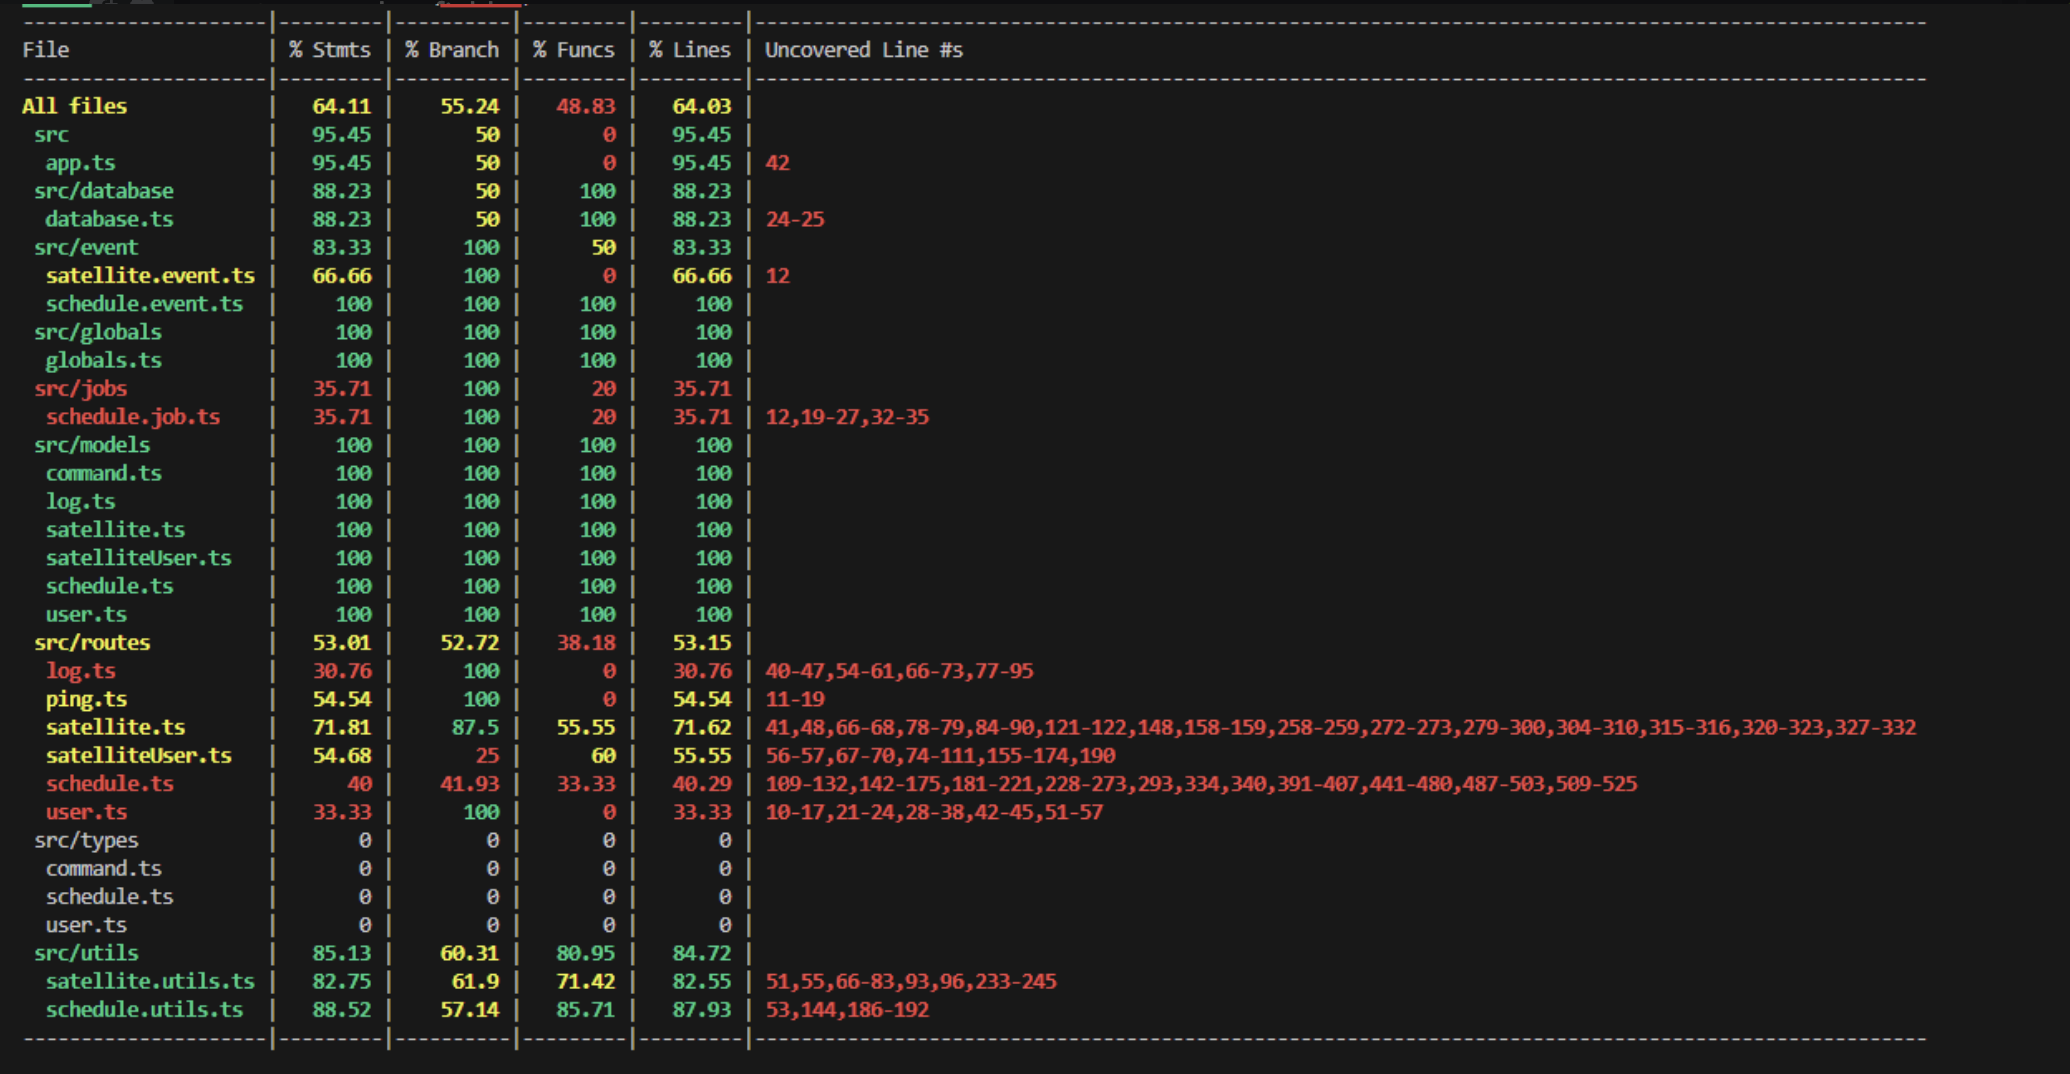 File | % Stmts | % Branch | % Funcs | % Lines | Uncovered Line #s
All files | 64.11 | 55.24 | 48.83 | 64.03 |
src | 95.45 | 50 | 0 | 95.45 |
app.ts | 95.45 | 50 | 0 | 95.45 | 42
src/database | 88.23 | 50 | 100 | 88.23 |
database.ts | 88.23 | 50 | 100 | 88.23 | 24-25
src/event | 83.33 | 100 | 50 | 83.33 |
satellite.event.ts | 66.66 | 100 | 0 | 66.66 | 12
schedule.event.ts | 100 | 100 | 100 | 100 |
src/globals | 100 | 100 | 100 | 100 |
globals.ts | 100 | 100 | 100 | 100 |
src/jobs | 35.71 | 100 | 20 | 35.71 |
schedule.job.ts | 35.71 | 100 | 20 | 35.71 | 12,19-27,32-35
src/models | 100 | 100 | 100 | 100 |
command.ts | 100 | 100 | 100 | 100 |
log.ts | 100 | 100 | 100 | 100 |
satellite.ts | 100 | 100 | 100 | 100 |
satelliteUser.ts | 100 | 100 | 100 | 100 |
schedule.ts | 100 | 100 | 100 | 100 |
user.ts | 100 | 100 | 100 | 100 |
src/routes | 53.01 | 52.72 | 38.18 | 53.15 |
log.ts | 30.76 | 100 | 0 | 30.76 | 40-47,54-61,66-73,77-95
ping.ts | 54.54 | 100 | 0 | 54.54 | 11-19
satellite.ts | 71.81 | 87.5 | 55.55 | 71.62 | 41,48,66-68,78-79,84-90,121-122,148,158-159,258-259,272-273,279-300,304-310,315-316,320-323,327-332
satelliteUser.ts | 54.68 | 25 | 60 | 55.55 | 56-57,67-70,74-111,155-174,190
schedule.ts | 40 | 41.93 | 33.33 | 40.29 | 109-132,142-175,181-221,228-273,293,334,340,391-407,441-480,487-503,509-525
user.ts | 33.33 | 100 | 0 | 33.33 | 10-17,21-24,28-38,42-45,51-57
src/types | 0 | 0 | 0 | 0 |
command.ts | 0 | 0 | 0 | 0 |
schedule.ts | 0 | 0 | 0 | 0 |
user.ts | 0 | 0 | 0 | 0 |
src/utils | 85.13 | 60.31 | 80.95 | 84.72 |
satellite.utils.ts | 82.75 | 61.9 | 71.42 | 82.55 | 51,55,66-83,93,96,233-245
schedule.utils.ts | 88.52 | 57.14 | 85.71 | 87.93 | 53,144,186-192